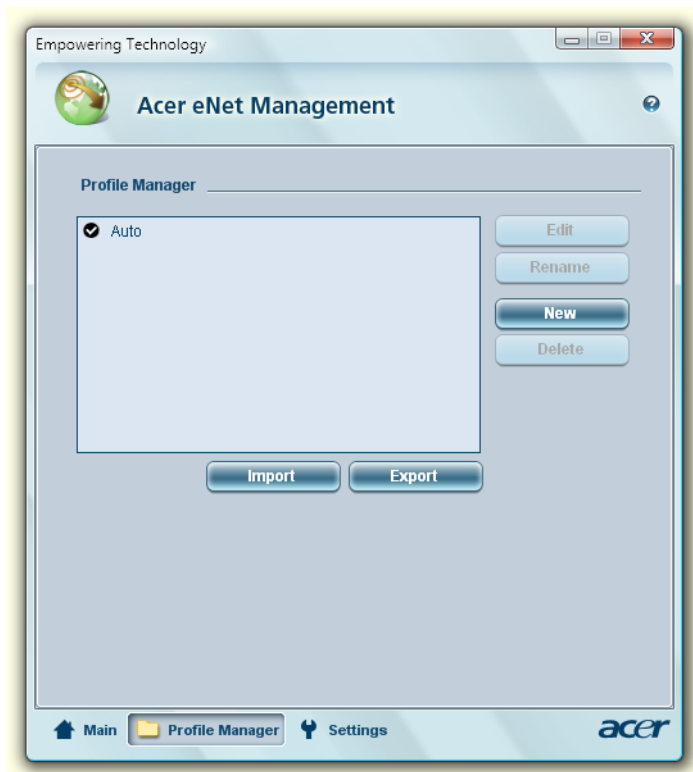 Empowering Technology
Acer eNet Management
Profile Manager
Auto
Edit
Rename
New
Delete
Import Export
Main Profile Manager Settings acer